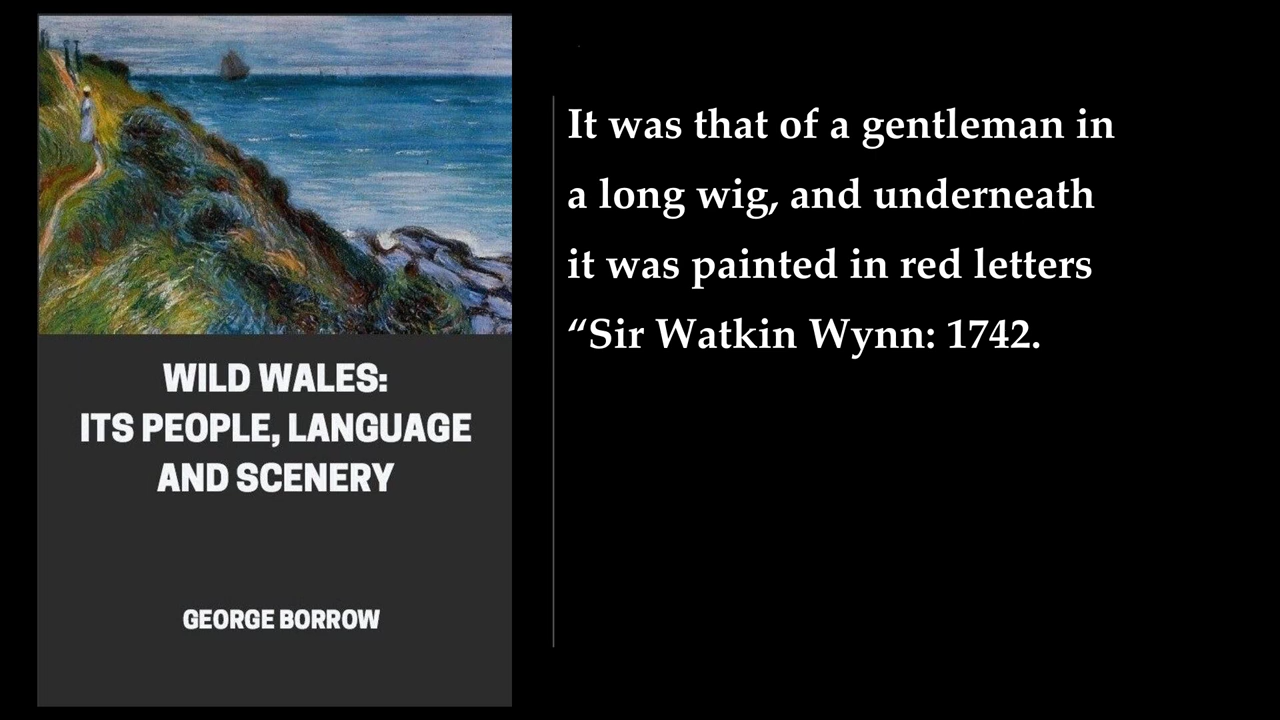 WILD WALES:
ITS PEOPLE, LANGUAGE
AND SCENERY
GEORGE BORROW
It was that of a gentleman in
a long wig, and underneath
it was painted in red letters
“Sir Watkin Wynn: 1742.